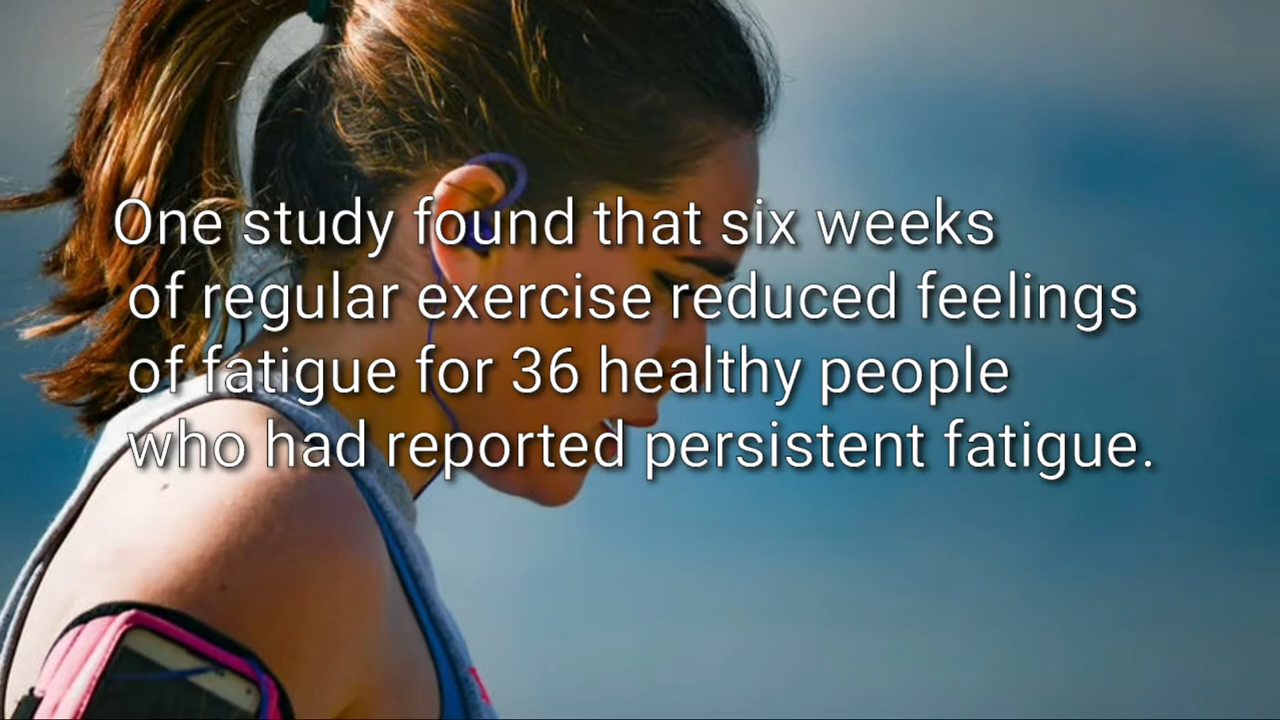 One study found that six weeks
of regular exercise reduced feelings
of fatigue for 36 healthy people
who had reported persistent fatigue.